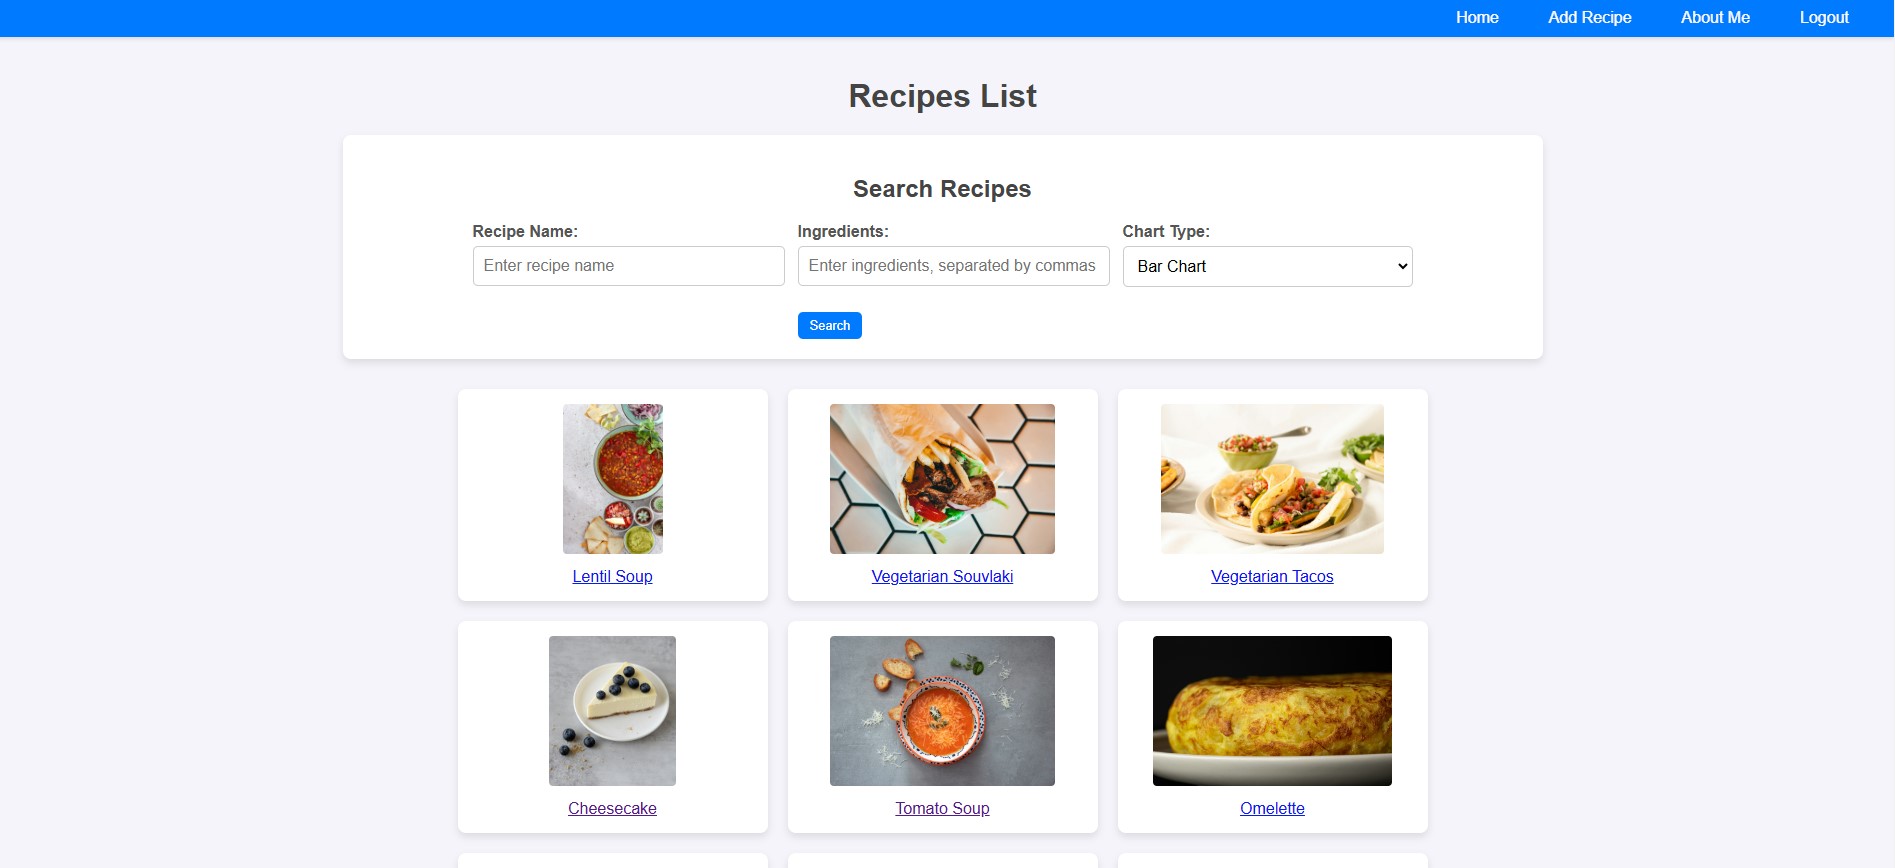 Home Add Recipe About Me Logout
Recipes List
Search Recipes
Recipe Name: Ingredients: Chart Type:
Enter recipe name Enter ingredients, separated by commas Bar Chart
Search
Lentil Soup Vegetarian Souvlaki Vegetarian Tacos
Cheesecake Tomato Soup Omelette